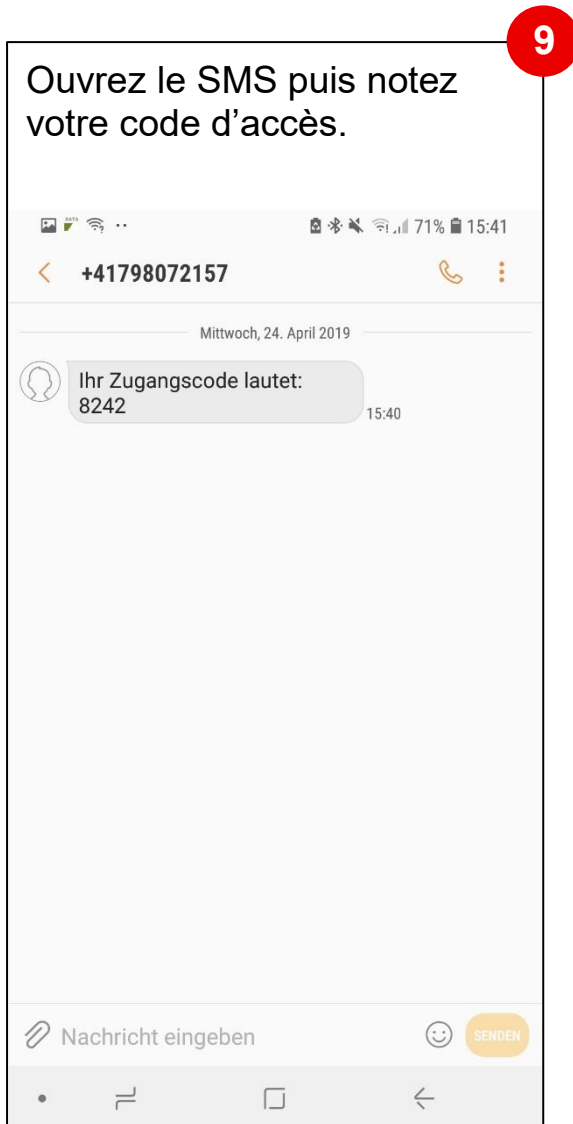 9
Ouvrez le SMS puis notez
votre code d’accès.
71% 15:41
+41798072157
Mittwoch, 24. April 2019
Ihr Zugangscode lautet:
8242
15:40
Nachricht eingeben
SENDEN